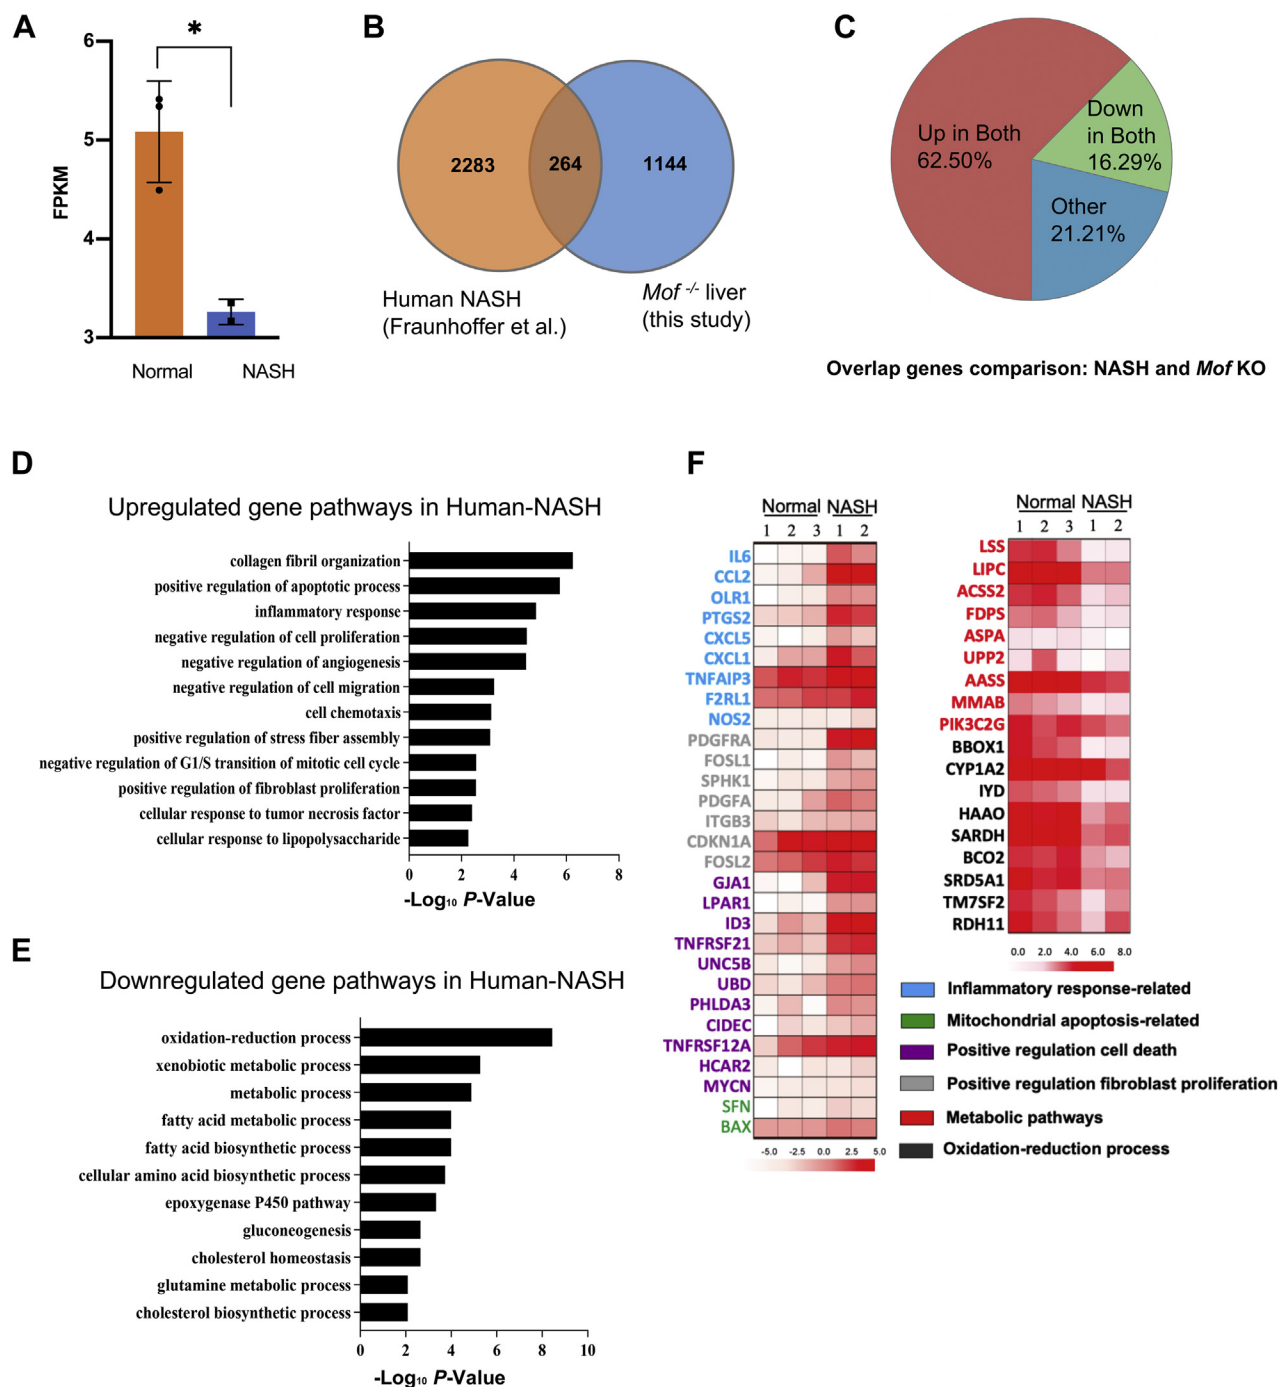 A
6
5
4
3
FPKM
*
Normal
NASH
B
2283
264
1144
Human NASH
(Fraunhoffer et al.)
Mof -/- liver
(this study)
C
Up in Both
62.50%
Down
in Both
16.29%
Other
21.21%
Overlap genes comparison: NASH and Mof KO
D
Upregulated gene pathways in Human-NASH
collagen fibril organization
positive regulation of apoptotic process
inflammatory response
negative regulation of cell proliferation
negative regulation of angiogenesis
negative regulation of cell migration
cell chemotaxis
positive regulation of stress fiber assembly
negative regulation of G1/S transition of mitotic cell cycle
positive regulation of fibroblast proliferation
cellular response to tumor necrosis factor
cellular response to lipopolysaccharide
0 2 4 6 8
-Log10 P-Value
E
Downregulated gene pathways in Human-NASH
oxidation-reduction process
xenobiotic metabolic process
metabolic process
fatty acid metabolic process
fatty acid biosynthetic process
cellular amino acid biosynthetic process
epoxygenase P450 pathway
gluconeogenesis
cholesterol homeostasis
glutamine metabolic process
cholesterol biosynthetic process
0 2 4 6 8 10
-Log10 P-Value
F
Normal NASH
1 2 3 1 2
IL6
CCL2
OLR1
PTGS2
CXCL5
CXCL1
TNFAIP3
F2RL1
NOS2
PDGFRA
FOSL1
SPHK1
PDGFA
ITGB3
CDKN1A
FOSL2
GJA1
LPAR1
ID3
TNFRSF21
UNC5B
UBD
PHLDA3
CIDEC
TNFRSF12A
HCAR2
MYCN
SFN
BAX
-5.0 -2.5 0.0 2.5 5.0
Normal NASH
1 2 3 1 2
LSS
LIPC
ACSS2
FDPS
ASPA
UPP2
AASS
MMAB
PIK3C2G
BBOX1
CYP1A2
IYD
HAAO
SARDH
BCO2
SRD5A1
TM7SF2
RDH11
0.0 2.0 4.0 8.0
Inflammatory response-related
Mitochondrial apoptosis-related
Positive regulation cell death
Positive regulation fibroblast proliferation
Metabolic pathways
Oxidation-reduction process